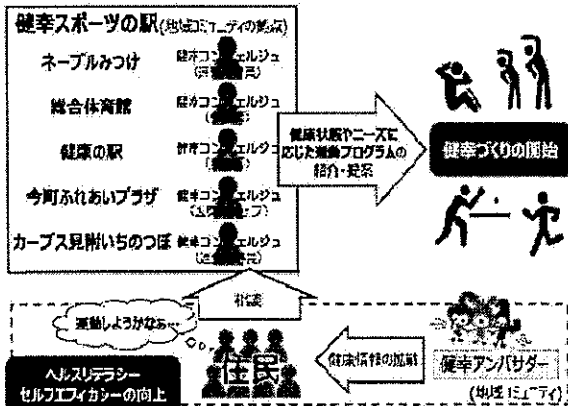 健幸スポーツの駅(地域コミュニティの拠点)
ネーブルみつけ
健幸コンシェルジュ
総合体育館
健幸コンシェルジュ
健康の駅
健幸コンシェルジュ
今町ふれあいプラザ
健幸コンシェルジュ
カーブス見附いちのつぼ
健幸コンシェルジュ
健康状態やニーズに
応じた運動プログラムの
紹介・提案
健幸づくりの開始
相談
運動しようかなぁ…
住民
健康情報の拡散
健幸アンバサダー
(地域コミュニティ)
ヘルスリテラシー
セルフエフィカシーの向上